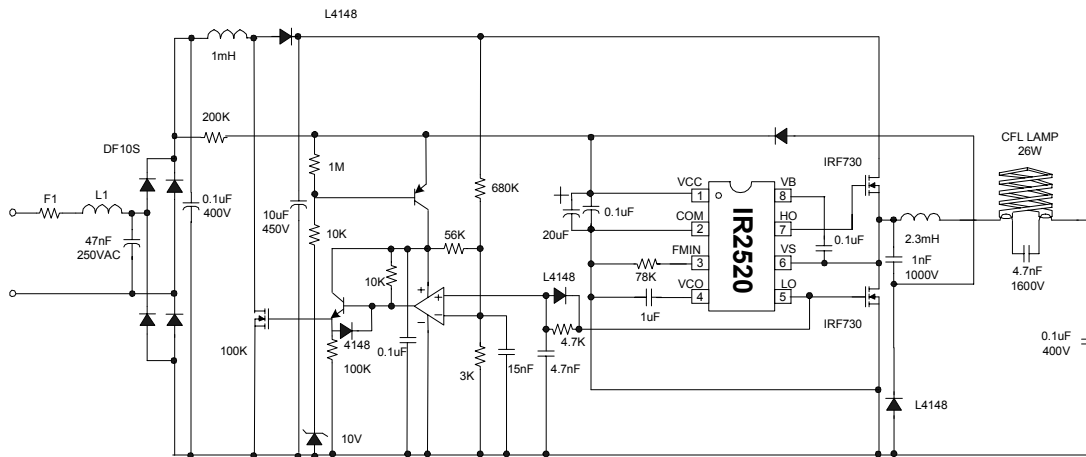 L4148
1mH
200K
DF10S
1M
680K
CFL LAMP
26W
IRF730
F1
L1
0.1uF
400V
10uF
450V
47nF
250VAC
10K
56K
10K
+
20uF
0.1uF
VCC
1
COM
2
FMIN
3
VCO
4
IR2520
VB
8
HO
7
VS
6
LO
5
0.1uF
2.3mH
1nF
1000V
4.7nF
1600V
78K
1uF
L4148
IRF730
+
−
+
−
4148
100K
100K
0.1uF
3K
15nF
4.7K
4.7nF
0.1uF
400V
L4148
10V